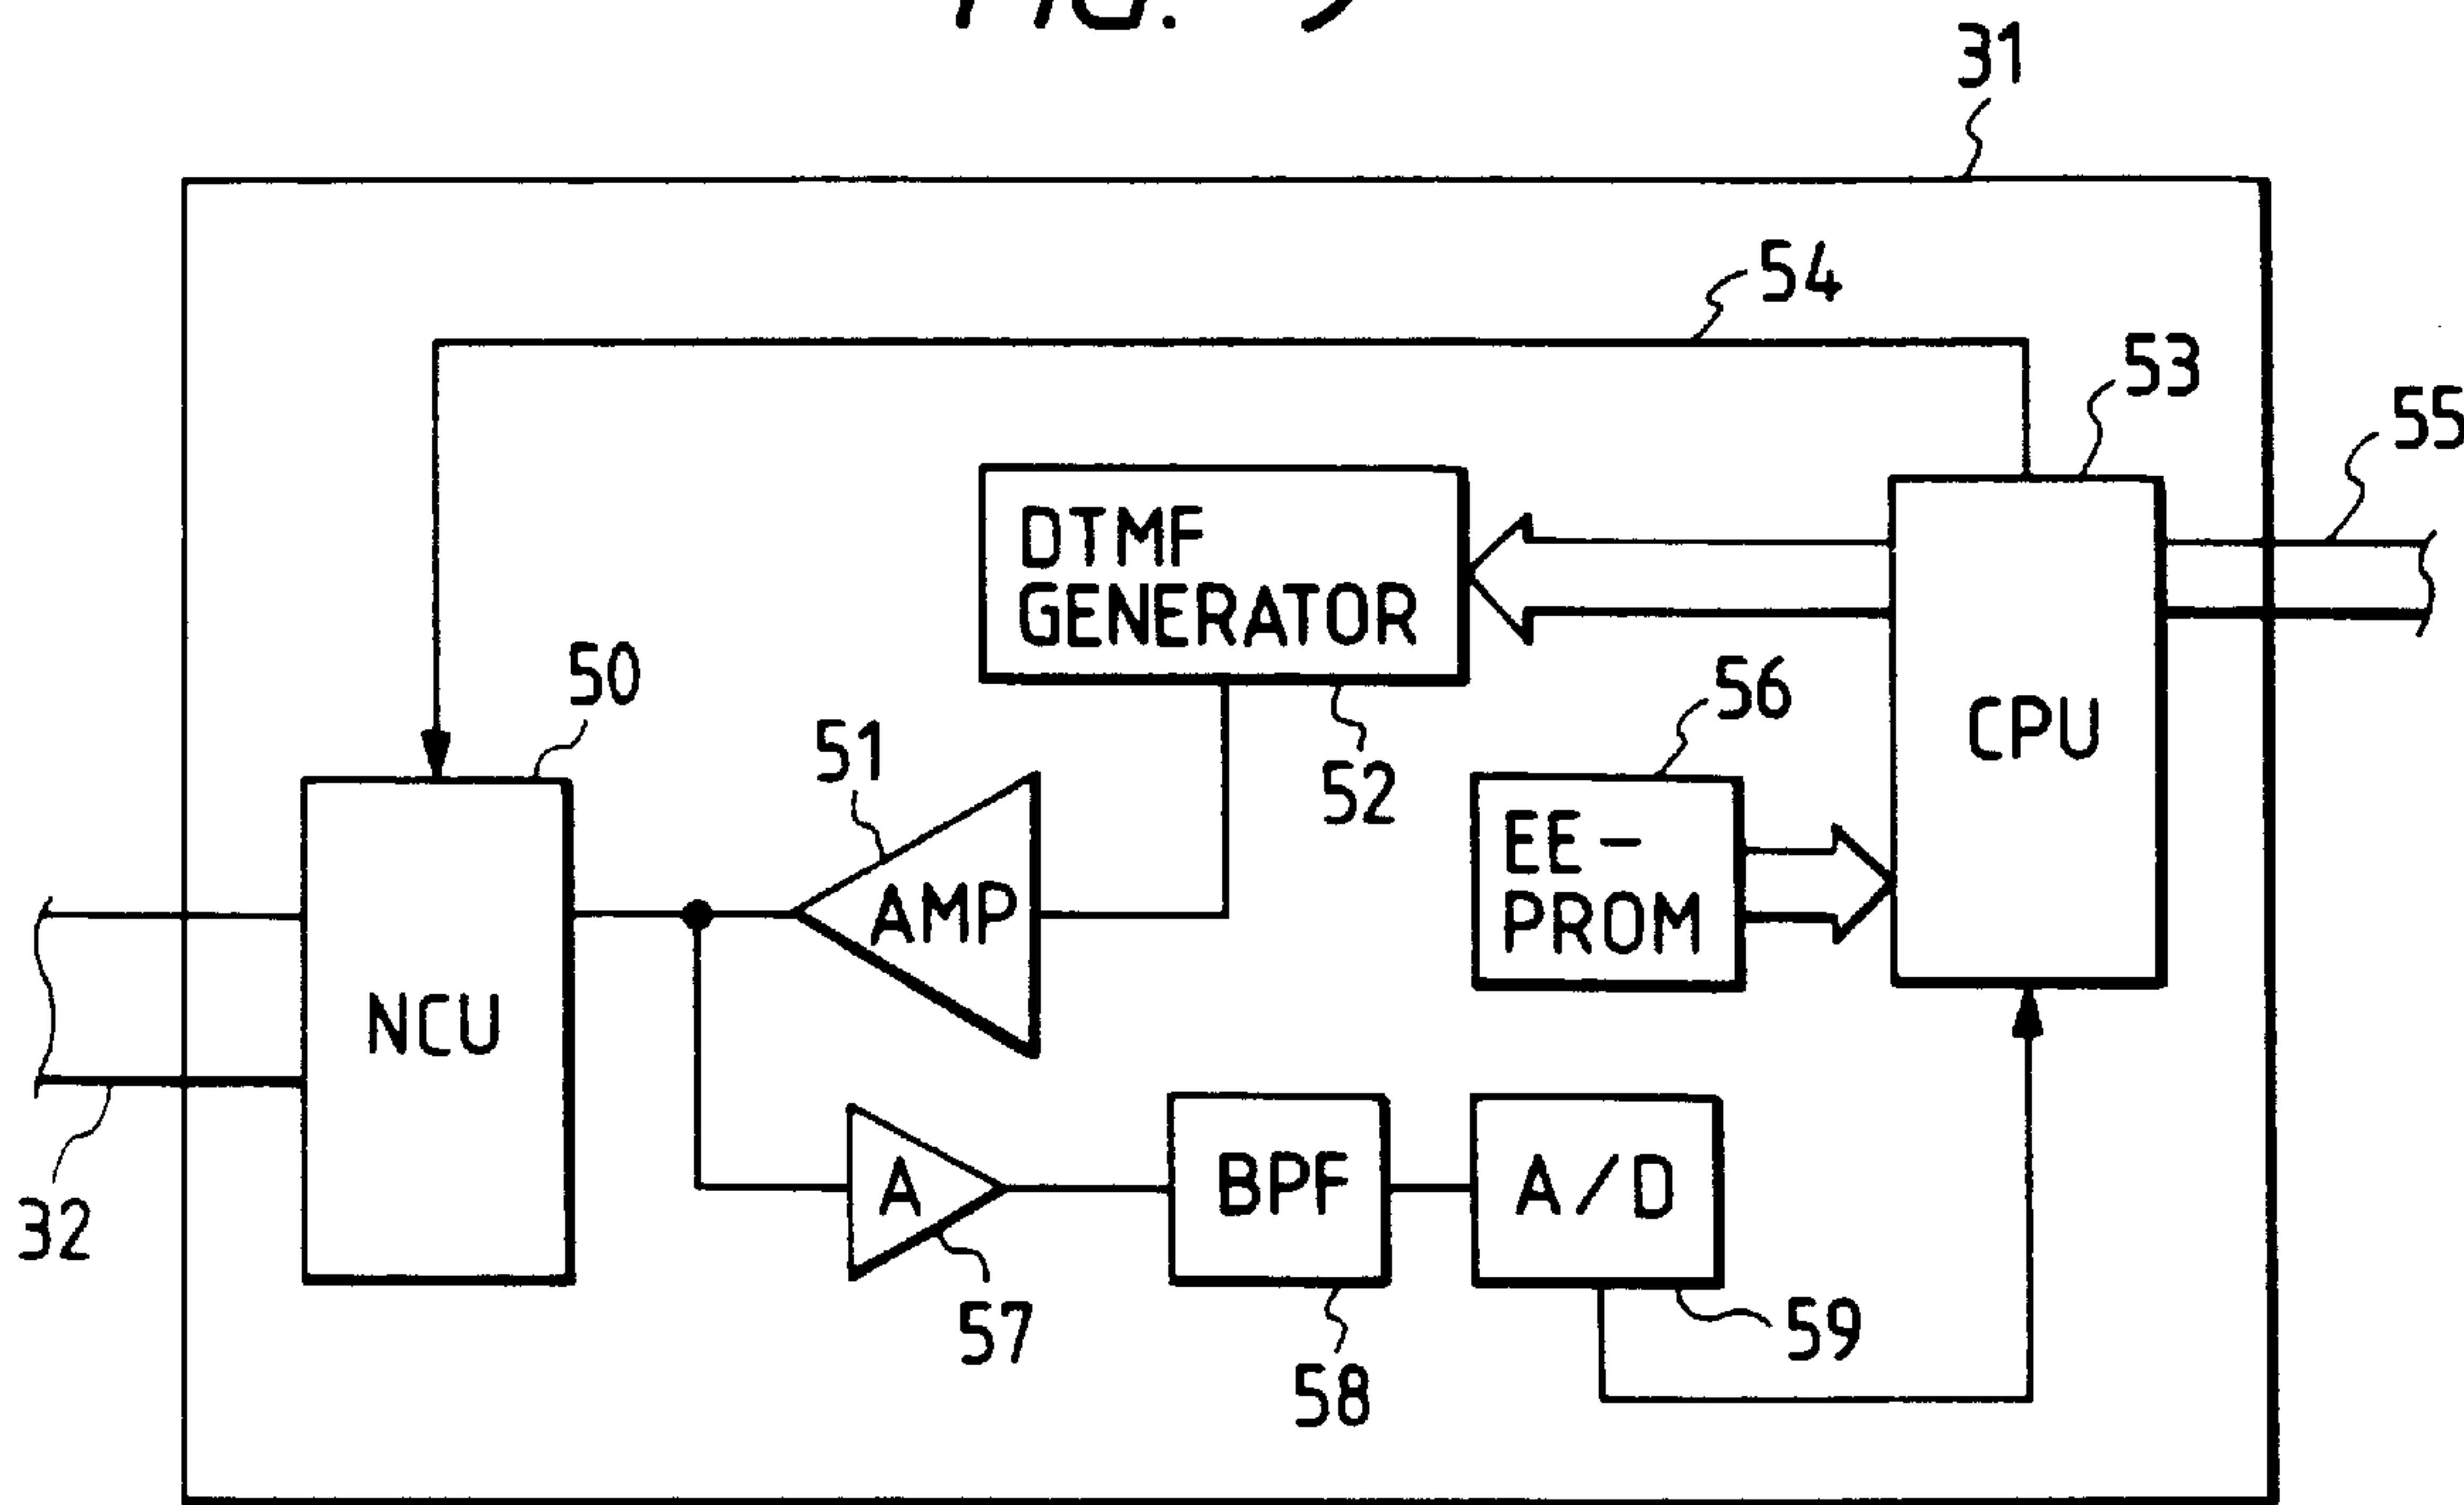 31
54
53
55
DTMF
GENERATOR
50
56
51
52
CPU
EE-
PROM
AMP
NCU
A
BPF
A/D
32
57
59
58